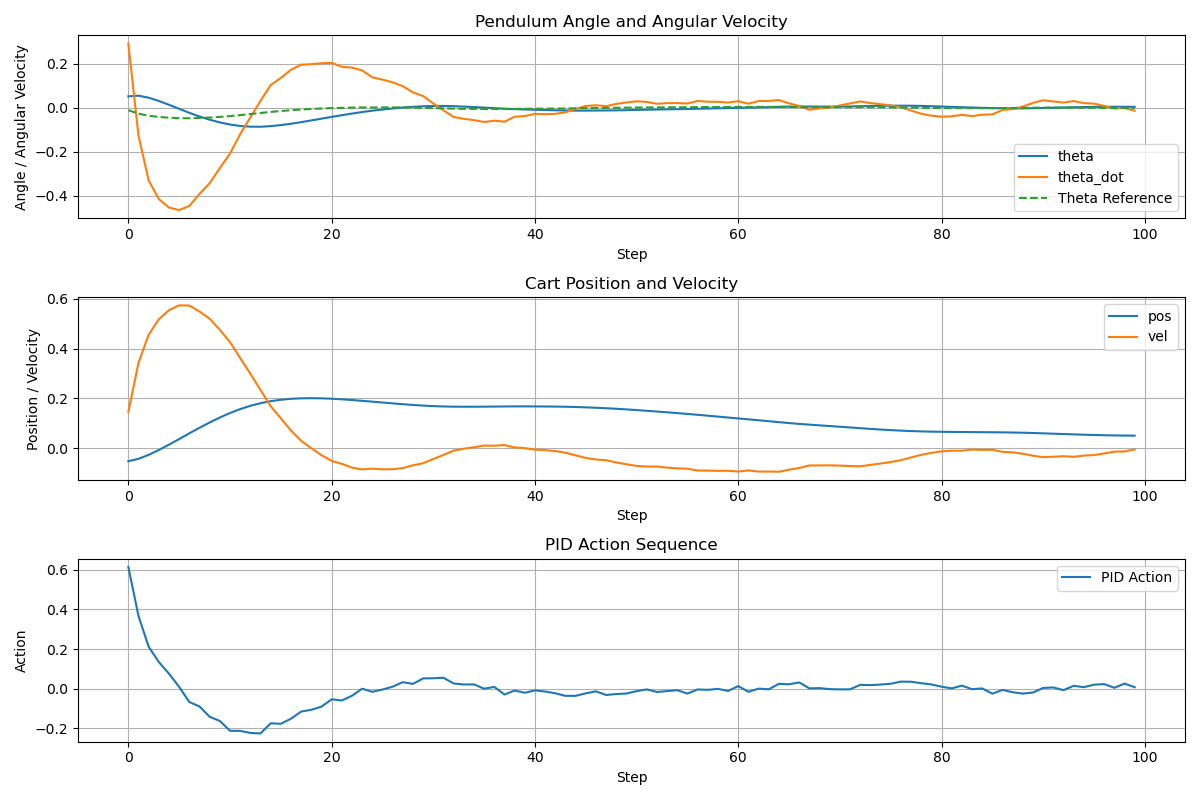 Pendulum Angle and Angular Velocity
Angle / Angular Velocity
0.2
0.0
−0.2
−0.4
theta
theta_dot
Theta Reference
0 20 40 60 80 100
Step
Cart Position and Velocity
Position / Velocity
0.6
0.4
0.2
0.0
pos
vel
0 20 40 60 80 100
Step
PID Action Sequence
Action
0.6
0.4
0.2
0.0
−0.2
PID Action
0 20 40 60 80 100
Step